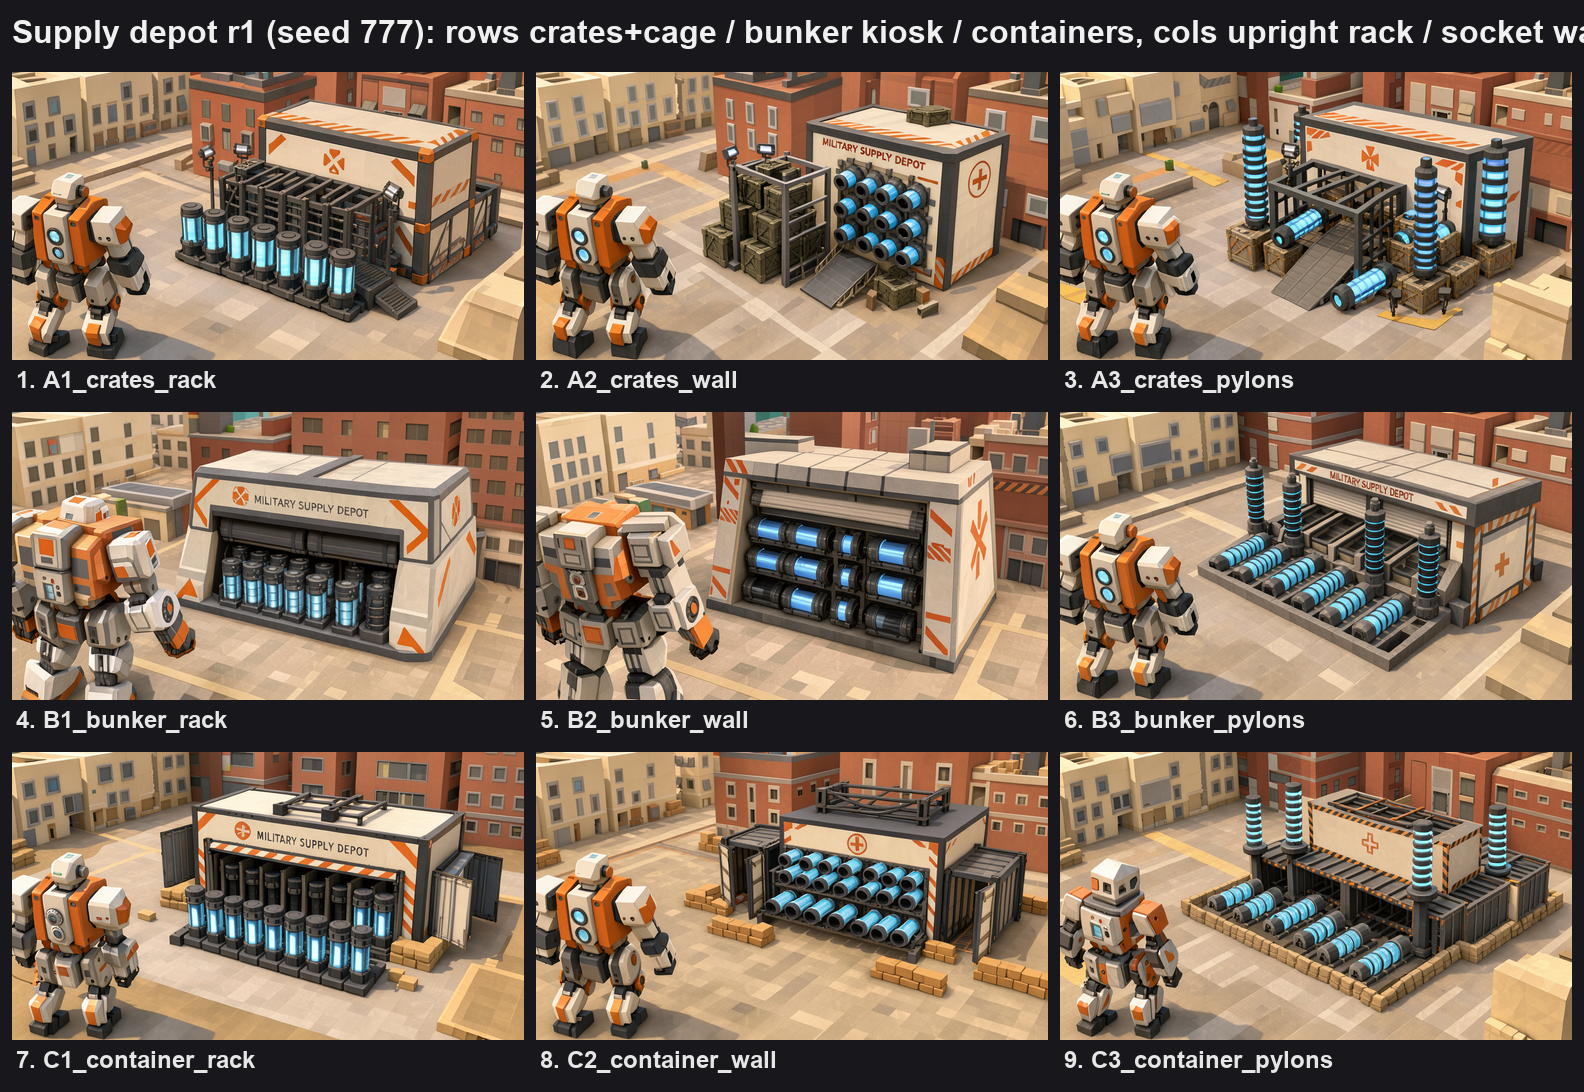 Supply depot r1 (seed 777): rows crates+cage / bunker kiosk / containers, cols upright rack / socket wa
MILITARY SUPPLY DEPOT
1. A1_crates_rack
2. A2_crates_wall
3. A3_crates_pylons
MILITARY SUPPLY DEPOT
MILITARY SUPPLY DEPOT
4. B1_bunker_rack
5. B2_bunker_wall
6. B3_bunker_pylons
MILITARY SUPPLY DEPOT
7. C1_container_rack
8. C2_container_wall
9. C3_container_pylons